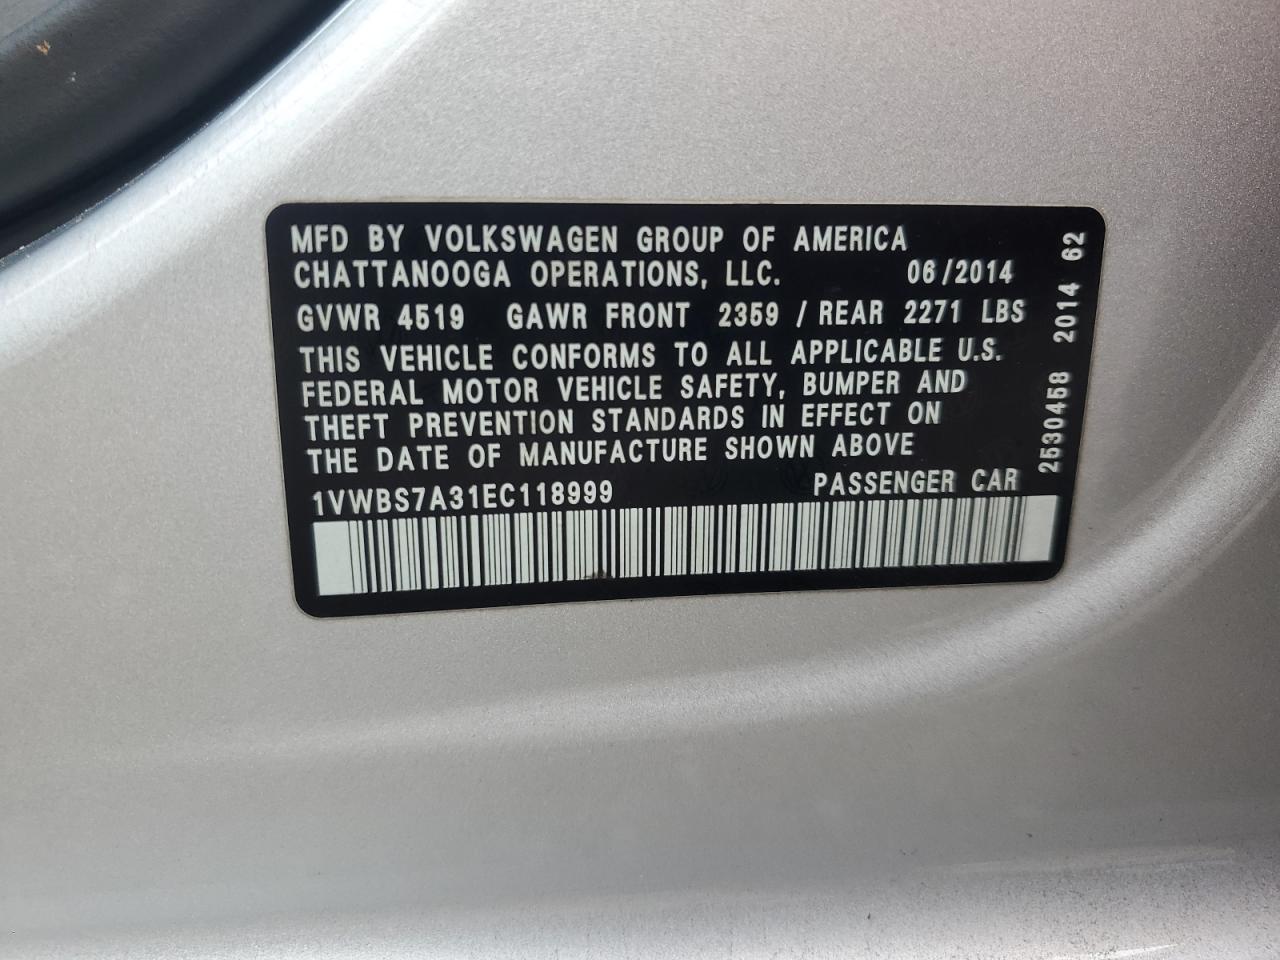 MFD BY VOLKSWAGEN GROUP OF AMERICA
CHATTANOOGA OPERATIONS, LLC. 06/2014
GVWR 4519 GAWR FRONT 2359 / REAR 2271 LBS
THIS VEHICLE CONFORMS TO ALL APPLICABLE U.S.
FEDERAL MOTOR VEHICLE SAFETY, BUMPER AND
THEFT PREVENTION STANDARDS IN EFFECT ON
THE DATE OF MANUFACTURE SHOWN ABOVE
1VWBS7A31EC118999 PASSENGER CAR
2530458 2014 62